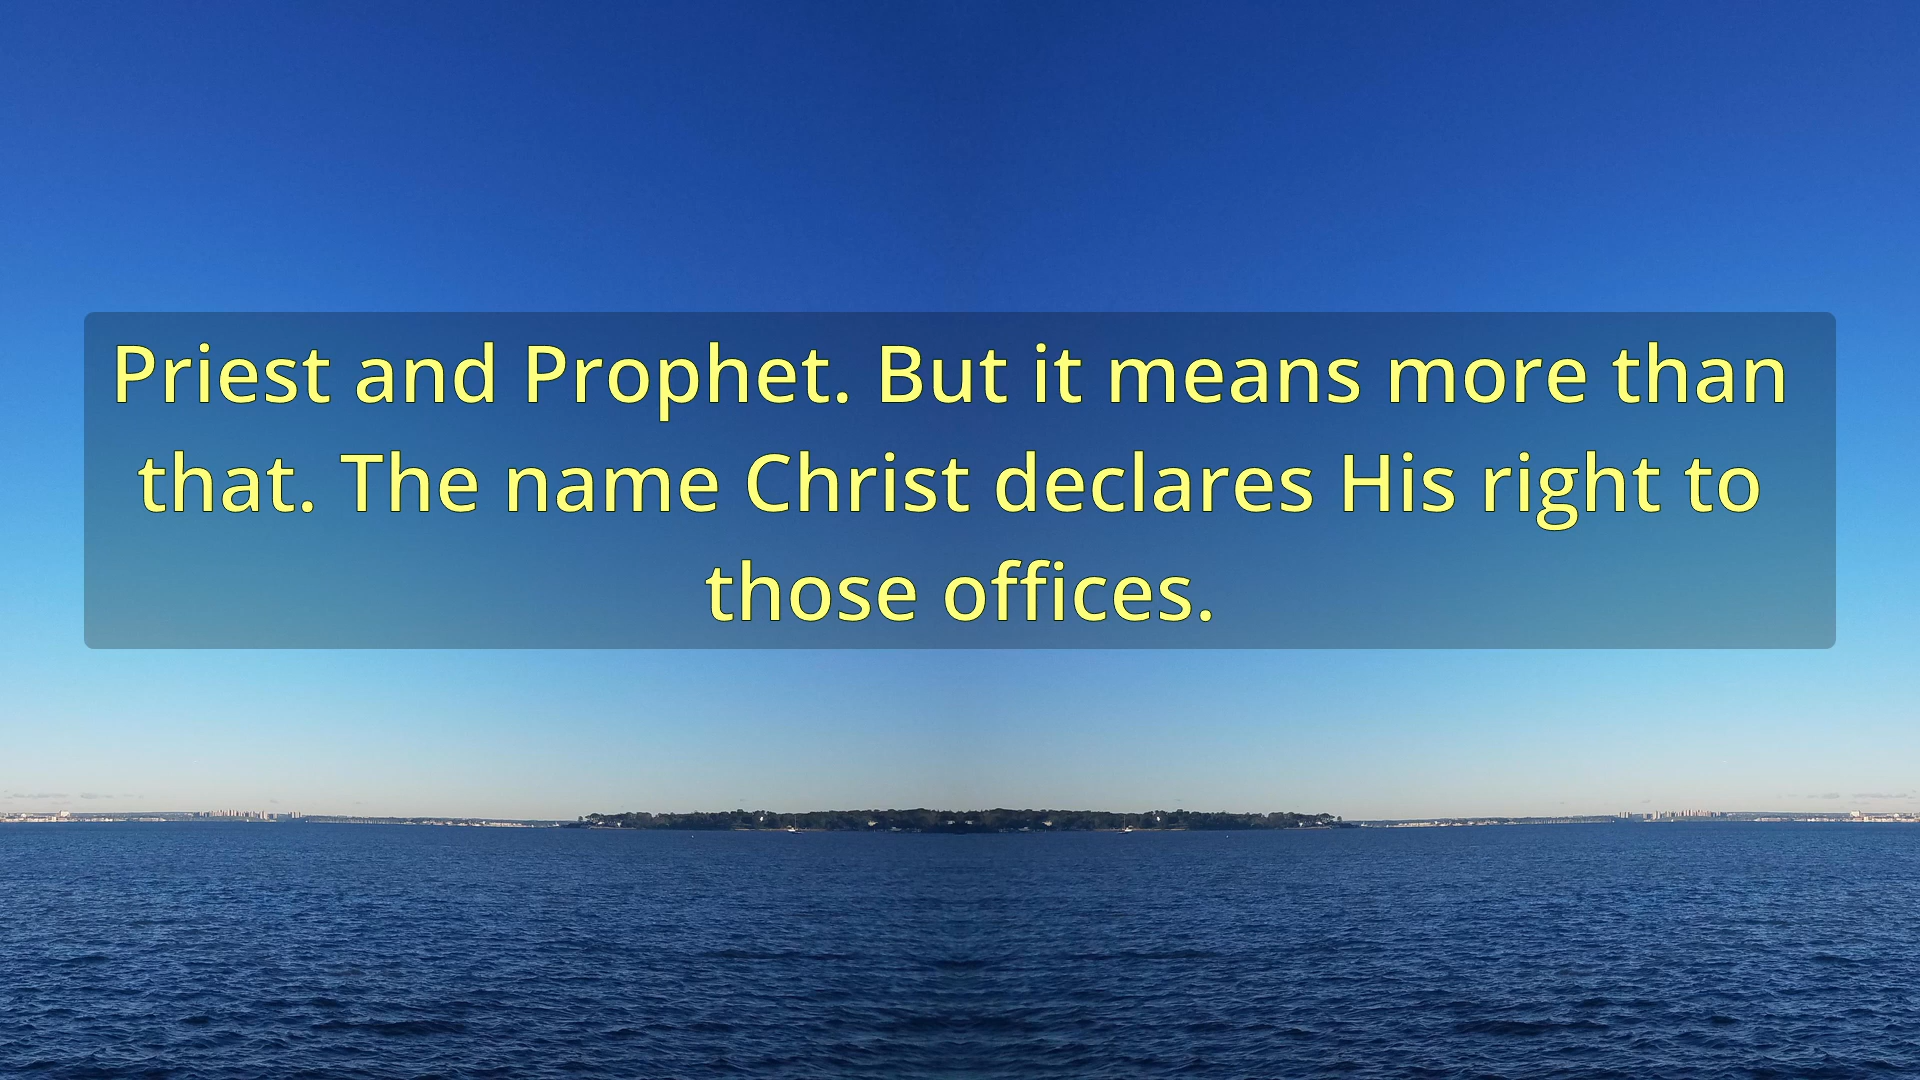 Priest and Prophet. But it means more than
that. The name Christ declares His right to
those offices.